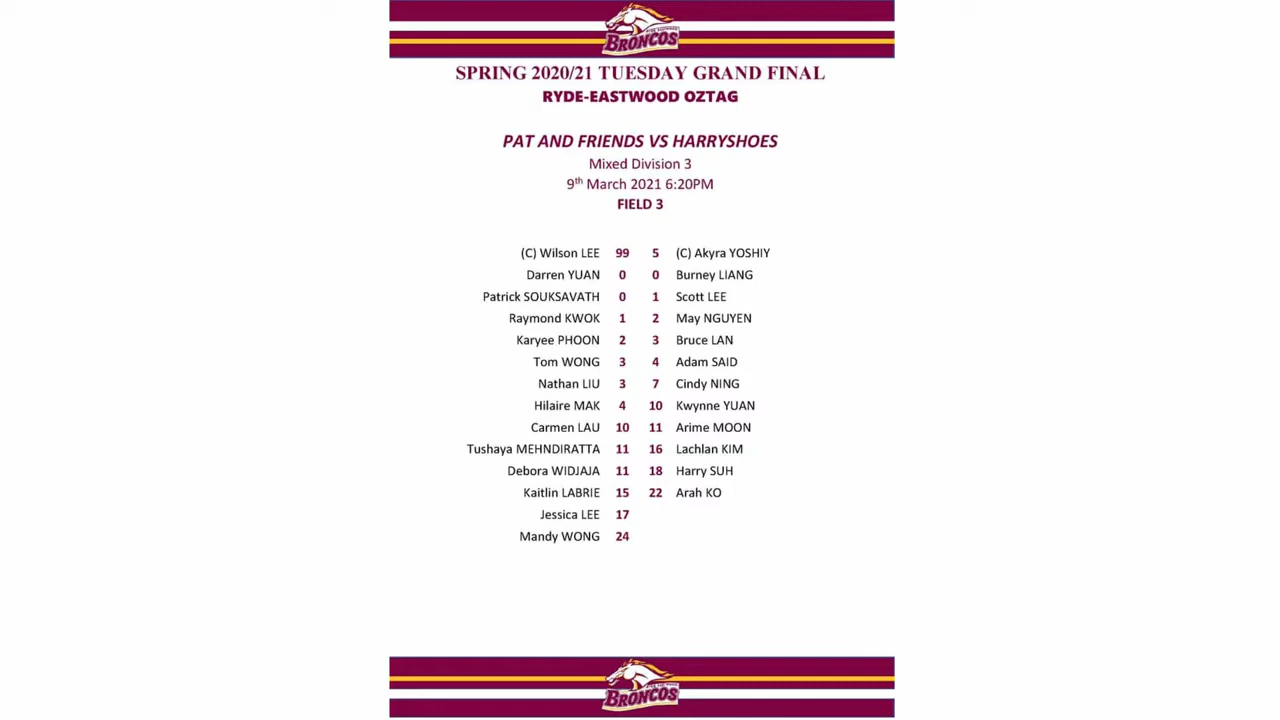 BRONCOS
SPRING 2020/21 TUESDAY GRAND FINAL
RYDE-EASTWOOD OZTAG
PAT AND FRIENDS VS HARRYSHOES
Mixed Division 3
9th March 2021 6:20PM
FIELD 3
(C) Wilson LEE 99 5 (C) Akyra YOSHIY
Darren YUAN 0 0 Burney LIANG
Patrick SOUKSAVATH 0 1 Scott LEE
Raymond KWOK 1 2 May NGUYEN
Karyee PHOON 2 3 Bruce LAN
Tom WONG 3 4 Adam SAID
Nathan LIU 3 7 Cindy NING
Hilaire MAK 4 10 Kwynne YUAN
Carmen LAU 10 11 Arime MOON
Tushaya MEHNDIRATTA 11 16 Lachlan KIM
Debora WIDJAJA 11 18 Harry SUH
Kaitlin LABRIE 15 22 Arah KO
Jessica LEE 17
Mandy WONG 24
BRONCOS